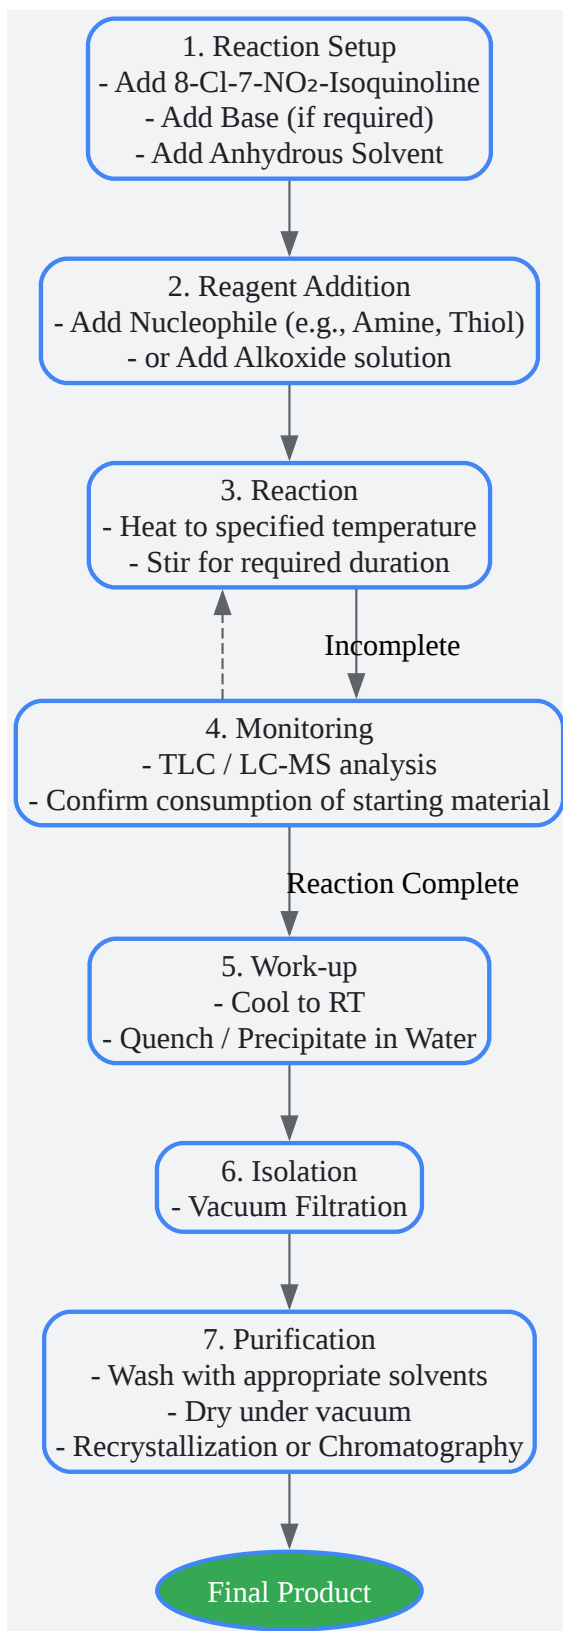 1. Reaction Setup
- Add 8-Cl-7-NO₂-Isoquinoline
- Add Base (if required)
- Add Anhydrous Solvent
2. Reagent Addition
- Add Nucleophile (e.g., Amine, Thiol)
- or Add Alkoxide solution
3. Reaction
- Heat to specified temperature
- Stir for required duration
Incomplete
4. Monitoring
- TLC / LC-MS analysis
- Confirm consumption of starting material
Reaction Complete
5. Work-up
- Cool to RT
- Quench / Precipitate in Water
6. Isolation
- Vacuum Filtration
7. Purification
- Wash with appropriate solvents
- Dry under vacuum
- Recrystallization or Chromatography
Final Product